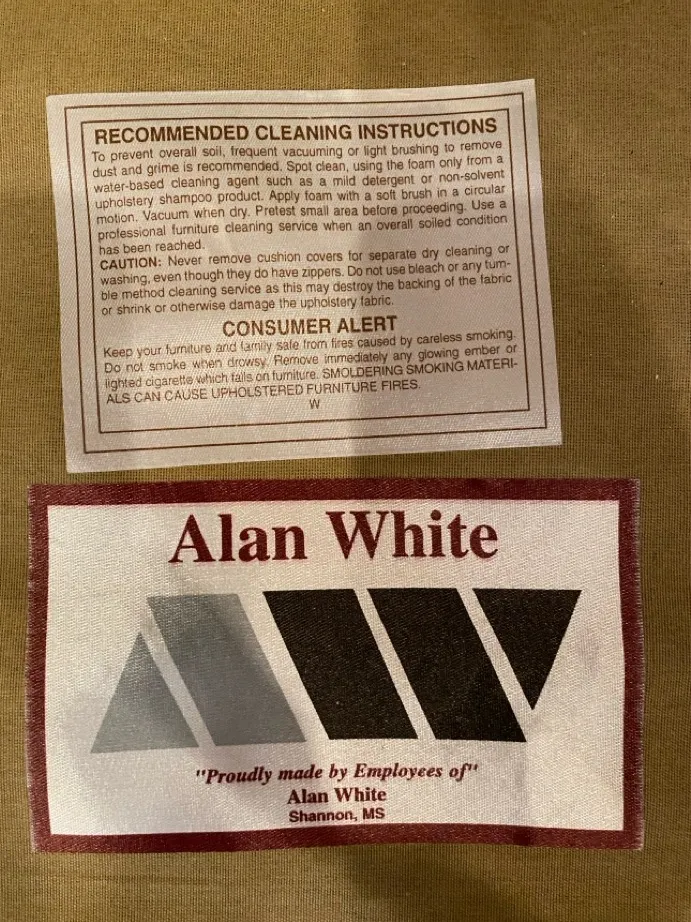 RECOMMENDED CLEANING INSTRUCTIONS
To prevent overall soil, frequent vacuuming or light brushing to remove
dust and grime is recommended. Spot clean, using the foam only from a
water-based cleaning agent such as a mild detergent or non-solvent
upholstery shampoo product. Apply foam with a soft brush in a circular
motion. Vacuum when dry. Pretest small area before proceeding. Use a
professional furniture cleaning service when an overall soiled condition
has been reached.
CAUTION: Never remove cushion covers for separate dry cleaning or
washing, even though they do have zippers. Do not use bleach or any tum-
ble method cleaning service as this may destroy the backing of the fabric
or shrink or otherwise damage the upholstery fabric.
CONSUMER ALERT
Keep your furniture and family safe from fires caused by careless smoking.
Do not smoke when drowsy. Remove immediately any glowing ember or
lighted cigarette which falls on furniture. SMOLDERING SMOKING MATERI-
ALS CAN CAUSE UPHOLSTERED FURNITURE FIRES.
W
Alan White
"Proudly made by Employees of"
Alan White
Shannon, MS